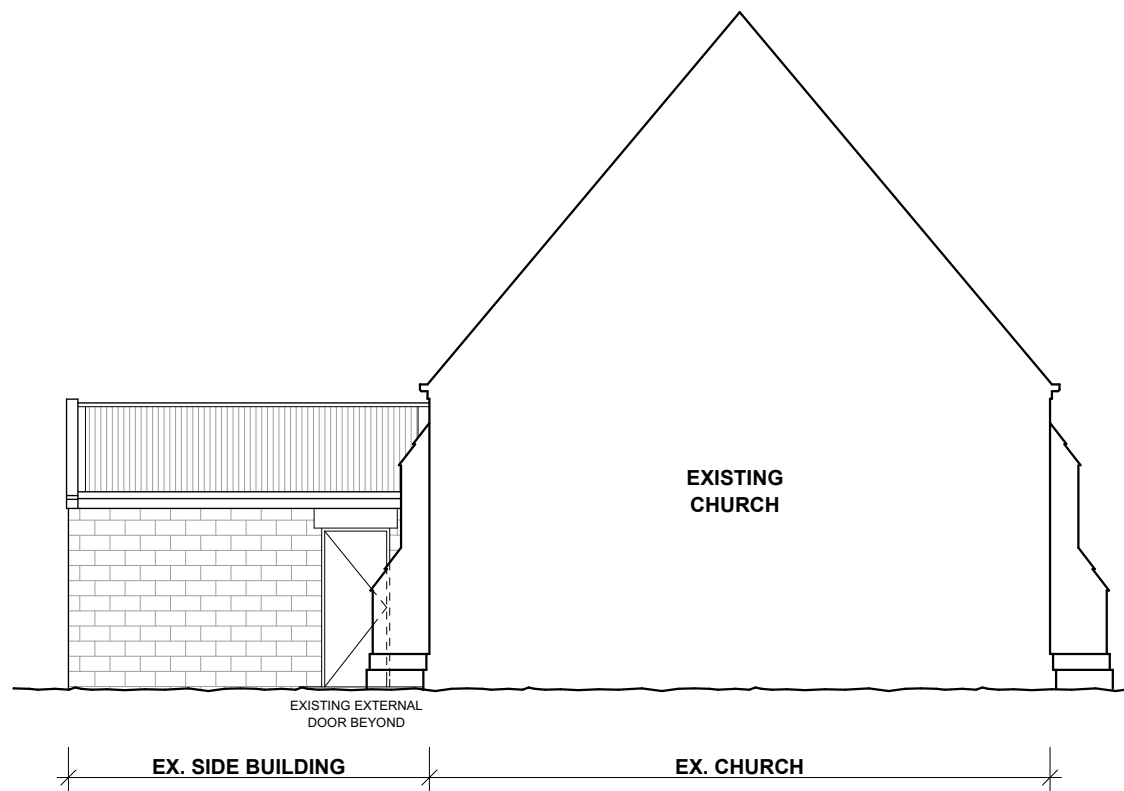 EXISTING
CHURCH
EXISTING EXTERNAL
DOOR BEYOND
EX. SIDE BUILDING
EX. CHURCH